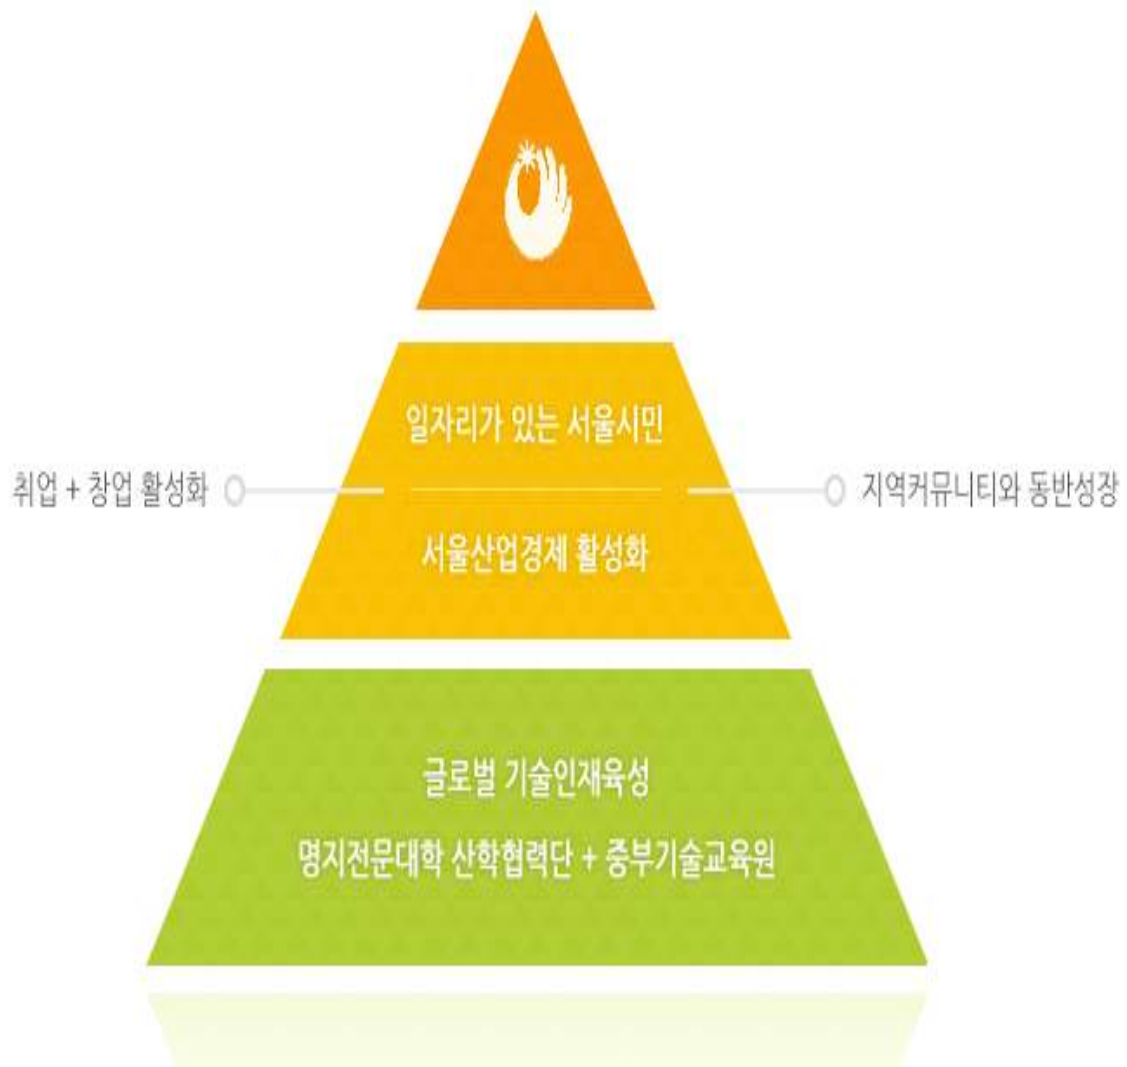 일자리가 있는 서울시민
취업 + 창업 활성화
지역커뮤니티와 동반성장
서울산업경제 활성화
글로벌 기술인재육성
명지전문대학 산학협력단 + 중부기술교육원